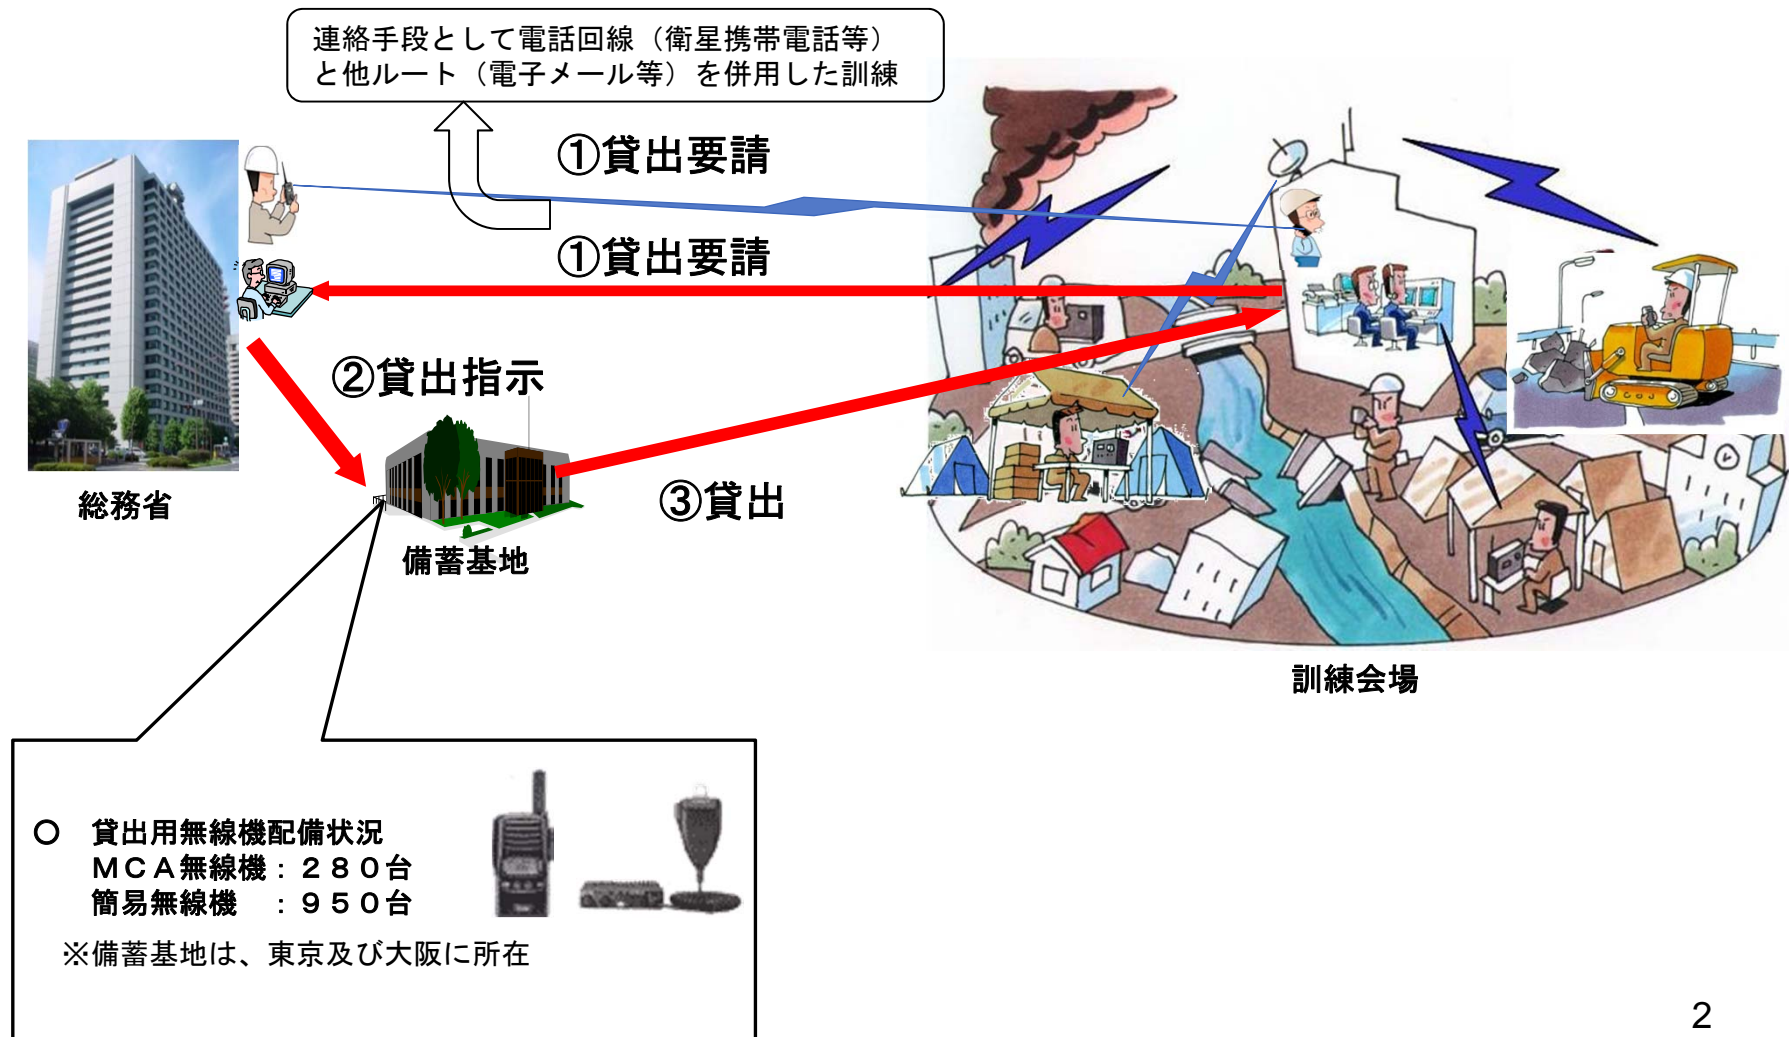 連絡手段として電話回線（衛星携帯電話等）
と他ルート（電子メール等）を併用した訓練
①貸出要請
①貸出要請
②貸出指示
総務省
③貸出
備蓄基地
訓練会場
○　貸出用無線機配備状況
ＭＣＡ無線機：２８０台
簡易無線機　：９５０台
※備蓄基地は、東京及び大阪に所在
2